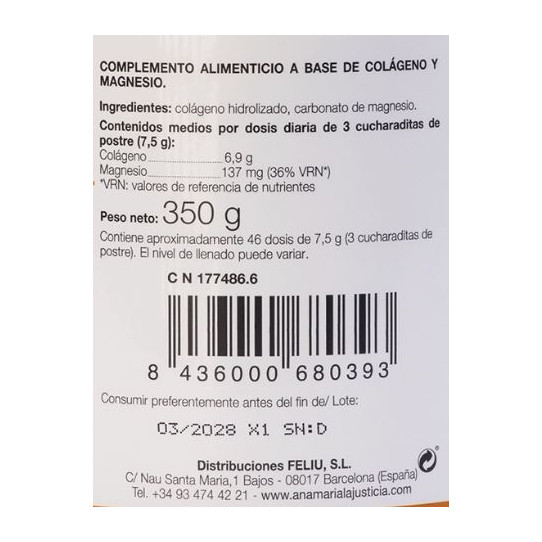 COMPLEMENTO ALIMENTICIO A BASE DE COLÁGENO Y
MAGNESIO.
Ingredientes: colágeno hidrolizado, carbonato de magnesio.
Contenidos medios por dosis diaria de 3 cucharaditas de
postre (7,5 g):
Colágeno 6,9 g
Magnesio 137 mg (36% VRN*)
*VRN: valores de referencia de nutrientes
Peso neto: 350 g
Contiene aproximadamente 46 dosis de 7,5 g (3 cucharaditas de
postre). El nivel de llenado puede variar.
C N 177486.6
8 436000 680393
Consumir preferentemente antes del fin de/ Lote:
03/2028 X1 SN:D
Distribuciones FELIU, S.L.
C/ Nau Santa Maria,1 Bajos - 08017 Barcelona (España)
Tel. +34 93 474 42 21 - www.anamarialajusticia.com